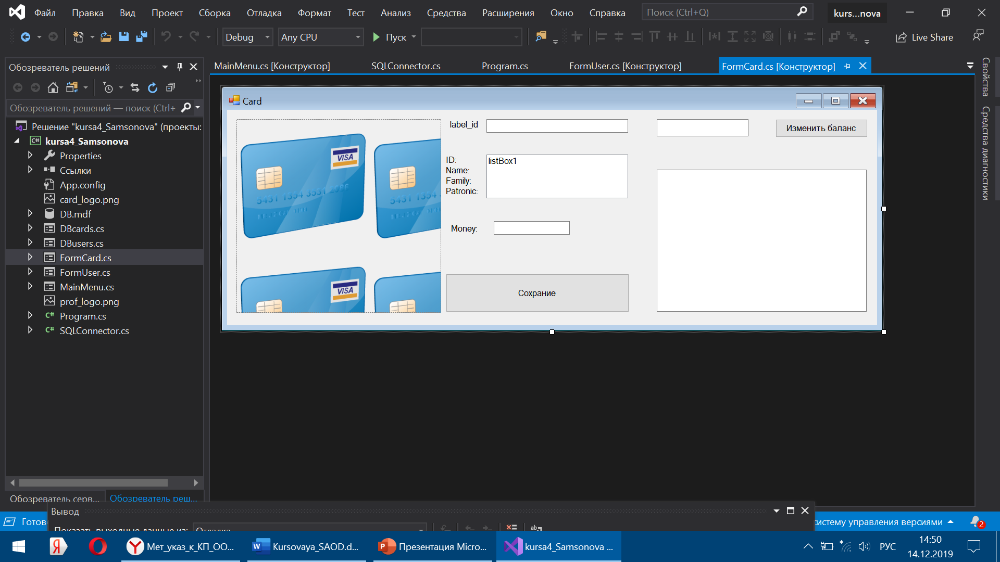 Файл Правка Вид Проект Сборка Отладка Формат Тест Анализ Средства Расширения Окно Справка Поиск (Ctrl+Q) kurs...nova
Debug Any CPU Пуск Live Share
Обозреватель решений
MainMenu.cs [Конструктор] SQLConnector.cs Program.cs FormUser.cs [Конструктор] FormCard.cs [Конструктор]
Свойства
Средства диагностики
Обозреватель решений — поиск (Ctrl+
Решение "kursa4_Samsonova" (проекты:
C# kursa4_Samsonova
Properties
Ссылки
App.config
card_logo.png
DB.mdf
DBcards.cs
DBusers.cs
FormCard.cs
FormUser.cs
MainMenu.cs
prof_logo.png
C# Program.cs
C# SQLConnector.cs
Обозреватель серв... Обозреватель реш...
Card
VISA
5431 1354 3531 2086
VISA
label_id
Изменить баланс
ID:
Name:
Family:
Patronic:
listBox1
Money:
Сохрание
Вывод
Показать выходные данные из: Отладка
Готово
систему управления версиями 2
Мет_указ_к_КП_ОО... Kursovaya_SAOD.d... Презентация Micro... kursa4_Samsonova ...
РУС
14:50
14.12.2019